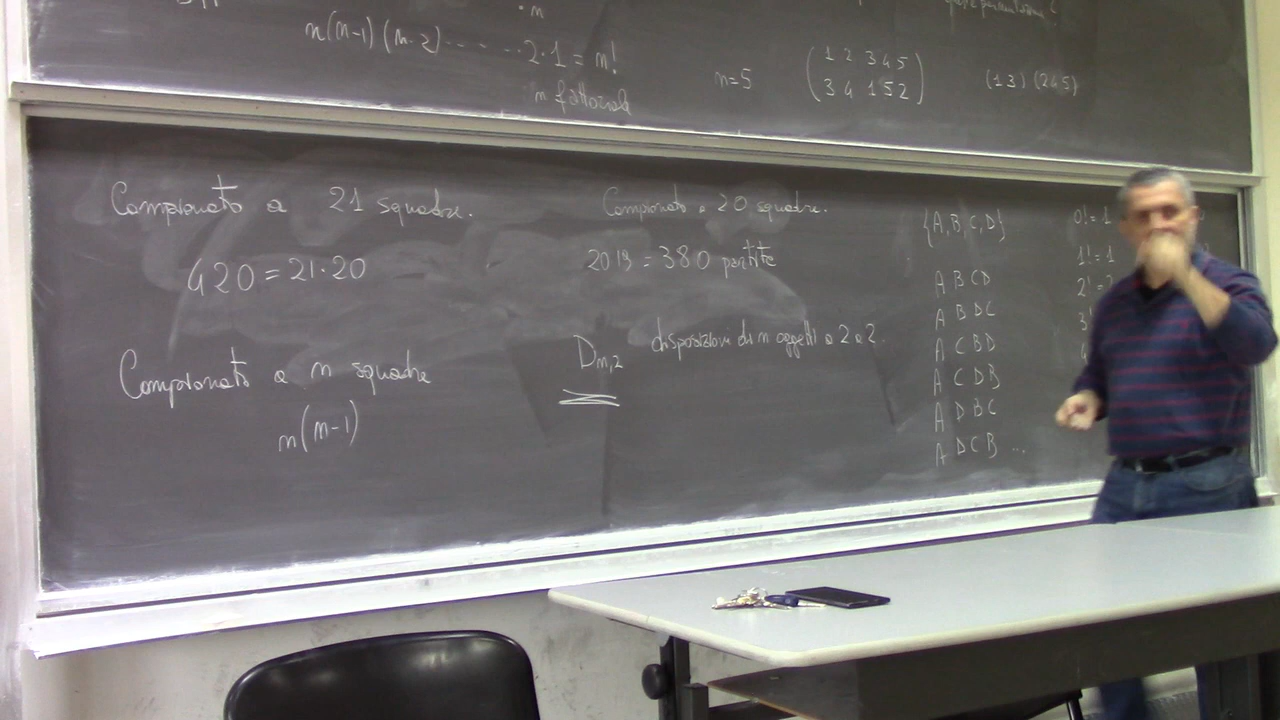 · n
n(n-1)(n-2)......2·1 = n!
n fattoriale
n=5
(1 2 3 4 5
3 4 1 5 2)
(1 3) (2 4 5)
Campionato a 21 squadre.
420 = 21·20
Campionato a n squadre
n(n-1)
Campionato a 20 squadre.
20 19 = 380 partite
D n,2 disposizioni di n oggetti a 2 a 2.
{A, B, C, D}
A B C D
A B D C
A C B D
A C D B
A D B C
A D C B ...
0! = 1
1! = 1
2! =
3!